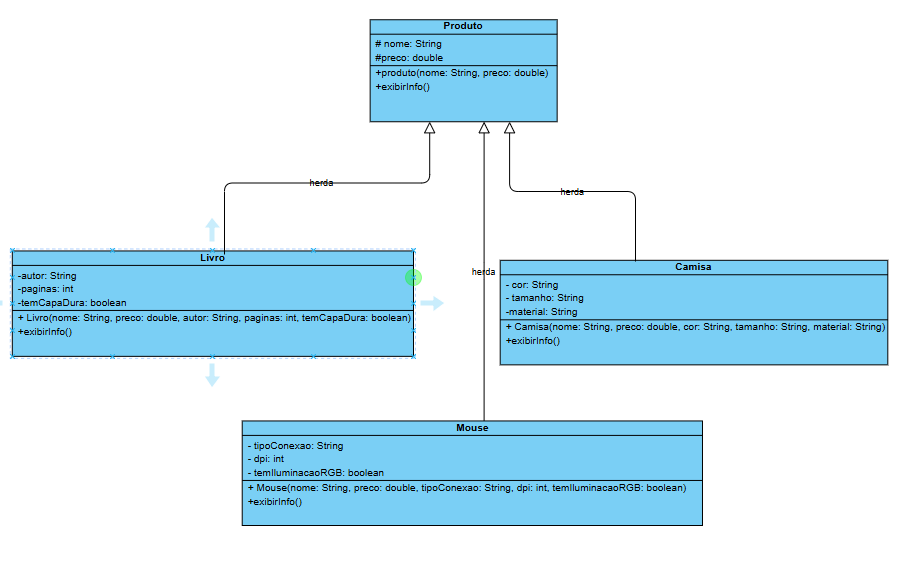 Produto
# nome: String
#preco: double
+produto(nome: String, preco: double)
+exibirInfo()
herda
herda
herda
Livro
-autor: String
-paginas: int
-temCapaDura: boolean
+ Livro(nome: String, preco: double, autor: String, paginas: int, temCapaDura: boolean)
+exibirInfo()
Camisa
- cor: String
- tamanho: String
-material: String
+ Camisa(nome: String, preco: double, cor: String, tamanho: String, material: String)
+exibirInfo()
Mouse
- tipoConexao: String
- dpi: int
- temIluminacaoRGB: boolean
+ Mouse(nome: String, preco: double, tipoConexao: String, dpi: int, temIluminacaoRGB: boolean)
+exibirInfo()